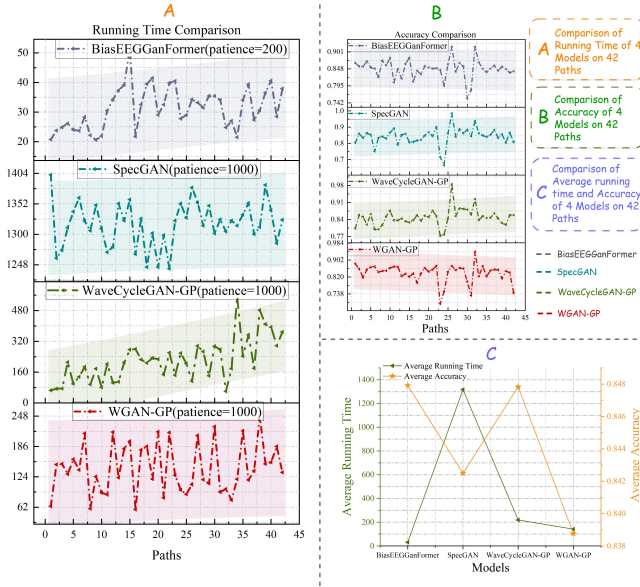 A
Running Time Comparison
BiasEEGGanFormer(patience=200)
50
40
30
20
SpecGAN(patience=1000)
1404
1352
1300
1248
WaveCycleGAN-GP(patience=1000)
480
320
160
0
WGAN-GP(patience=1000)
248
186
124
62
0 5 10 15 20 25 30 35 40 45
Paths
B
Accuracy Comparison
BiasEEGGanFormer
0.901
0.848
0.795
0.742
SpecGAN
1.0
0.9
0.8
0.7
WaveCycleGAN-GP
0.98
0.91
0.84
0.77
WGAN-GP
0.984
0.902
0.820
0.738
0 5 10 15 20 25 30 35 40 45
Paths
A
Comparison of
Running Time of 4
Models on 42
Paths
B
Comparison of
Accuracy of 4
Models on 42
Paths
C
Comparison of
Average running
time and Accuracy
of 4 Models on 42
Paths
BiasEEGGanFormer
SpecGAN
WaveCycleGAN-GP
WGAN-GP
C
Average Running Time
Average Accuracy
Average Running Time
1400
1200
1000
800
600
400
200
0
Average Accuracy
0.848
0.846
0.844
0.842
0.840
0.838
BiasEEGGanFormer SpecGAN WaveCycleGAN-GP WGAN-GP
Models